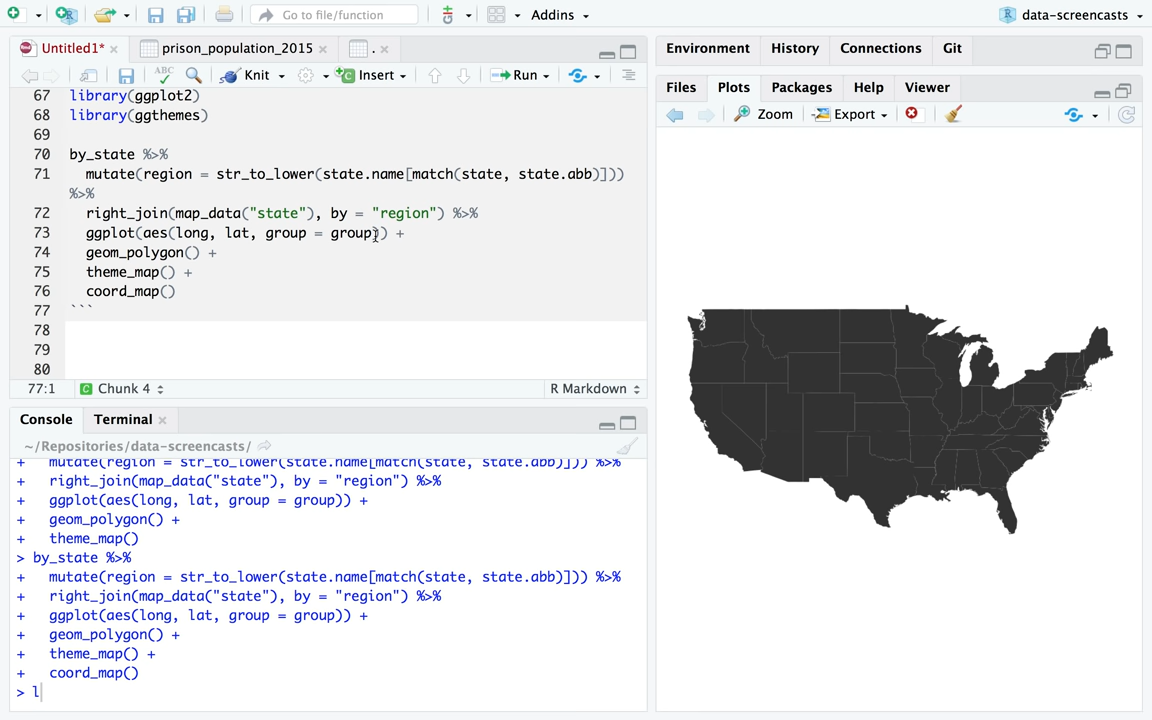 Go to file/function
Addins
data-screencasts
Untitled1*
prison_population_2015
.
ABC
Knit
Insert
Run
67 library(ggplot2)
68 library(ggthemes)
69
70 by_state %>%
71 mutate(region = str_to_lower(state.name[match(state, state.abb)]))
%>%
72 right_join(map_data("state"), by = "region") %>%
73 ggplot(aes(long, lat, group = group)) +
74 geom_polygon() +
75 theme_map() +
76 coord_map()
77 ```
78
79
80
77:1
Chunk 4
R Markdown
Console
Terminal
~/Repositories/data-screencasts/
+ mutate(region = str_to_lower(state.name[match(state, state.abb)])) %>%
+ right_join(map_data("state"), by = "region") %>%
+ ggplot(aes(long, lat, group = group)) +
+ geom_polygon() +
+ theme_map()
> by_state %>%
+ mutate(region = str_to_lower(state.name[match(state, state.abb)])) %>%
+ right_join(map_data("state"), by = "region") %>%
+ ggplot(aes(long, lat, group = group)) +
+ geom_polygon() +
+ theme_map() +
+ coord_map()
> l
Environment
History
Connections
Git
Files
Plots
Packages
Help
Viewer
Zoom
Export